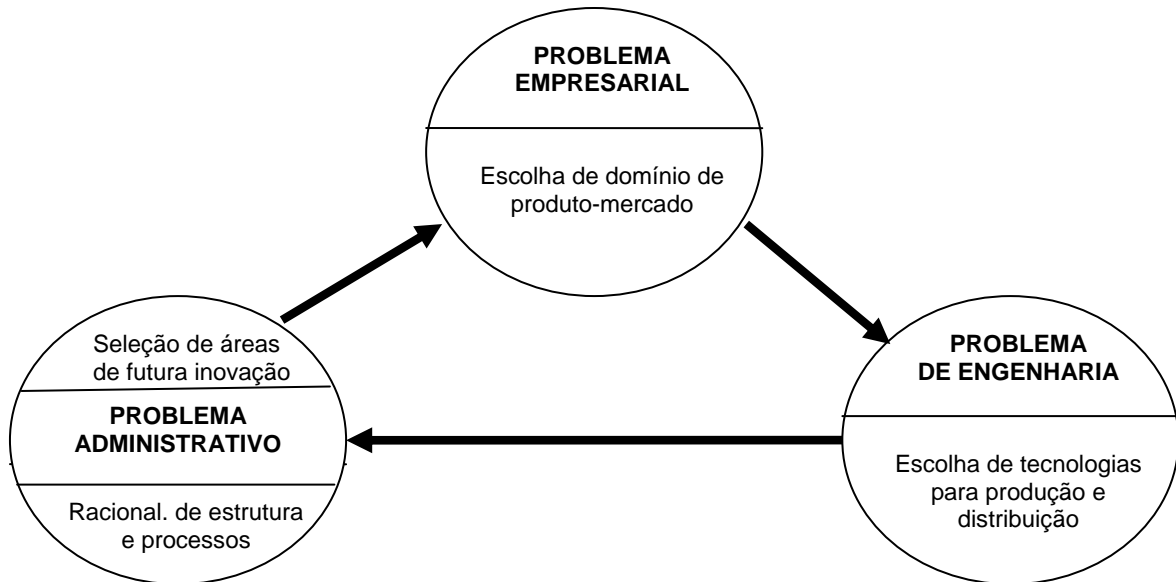 PROBLEMA
EMPRESARIAL
Escolha de domínio de
produto-mercado
Seleção de áreas
de futura inovação
PROBLEMA
ADMINISTRATIVO
Racional. de estrutura
e processos
PROBLEMA
DE ENGENHARIA
Escolha de tecnologias
para produção e
distribuição